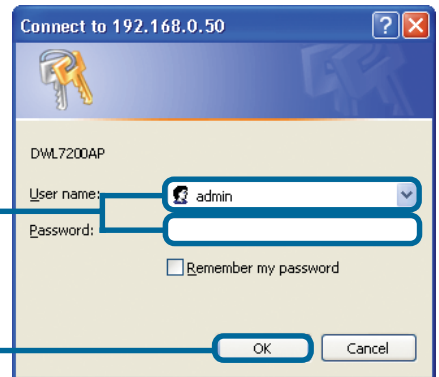 Connect to 192.168.0.50
DWL7200AP
User name:
admin
Password:
Remember my password
OK
Cancel